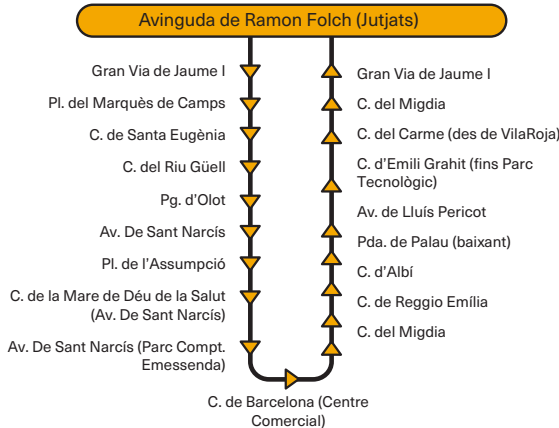 Avinguda de Ramon Folch (Jutjats)
Gran Via de Jaume I
Pl. del Marquès de Camps
C. de Santa Eugènia
C. del Riu Güell
Pg. d'Olot
Av. De Sant Narcís
Pl. de l'Assumpció
C. de la Mare de Déu de la Salut
(Av. De Sant Narcís)
Av. De Sant Narcís (Parc Compt.
Emessenda)
C. de Barcelona (Centre
Comercial)
Gran Via de Jaume I
C. del Migdia
C. del Carme (des de VilaRoja)
C. d'Emili Grahit (fins Parc
Tecnològic)
Av. de Lluís Pericot
Pda. de Palau (baixant)
C. d'Albí
C. de Reggio Emília
C. del Migdia